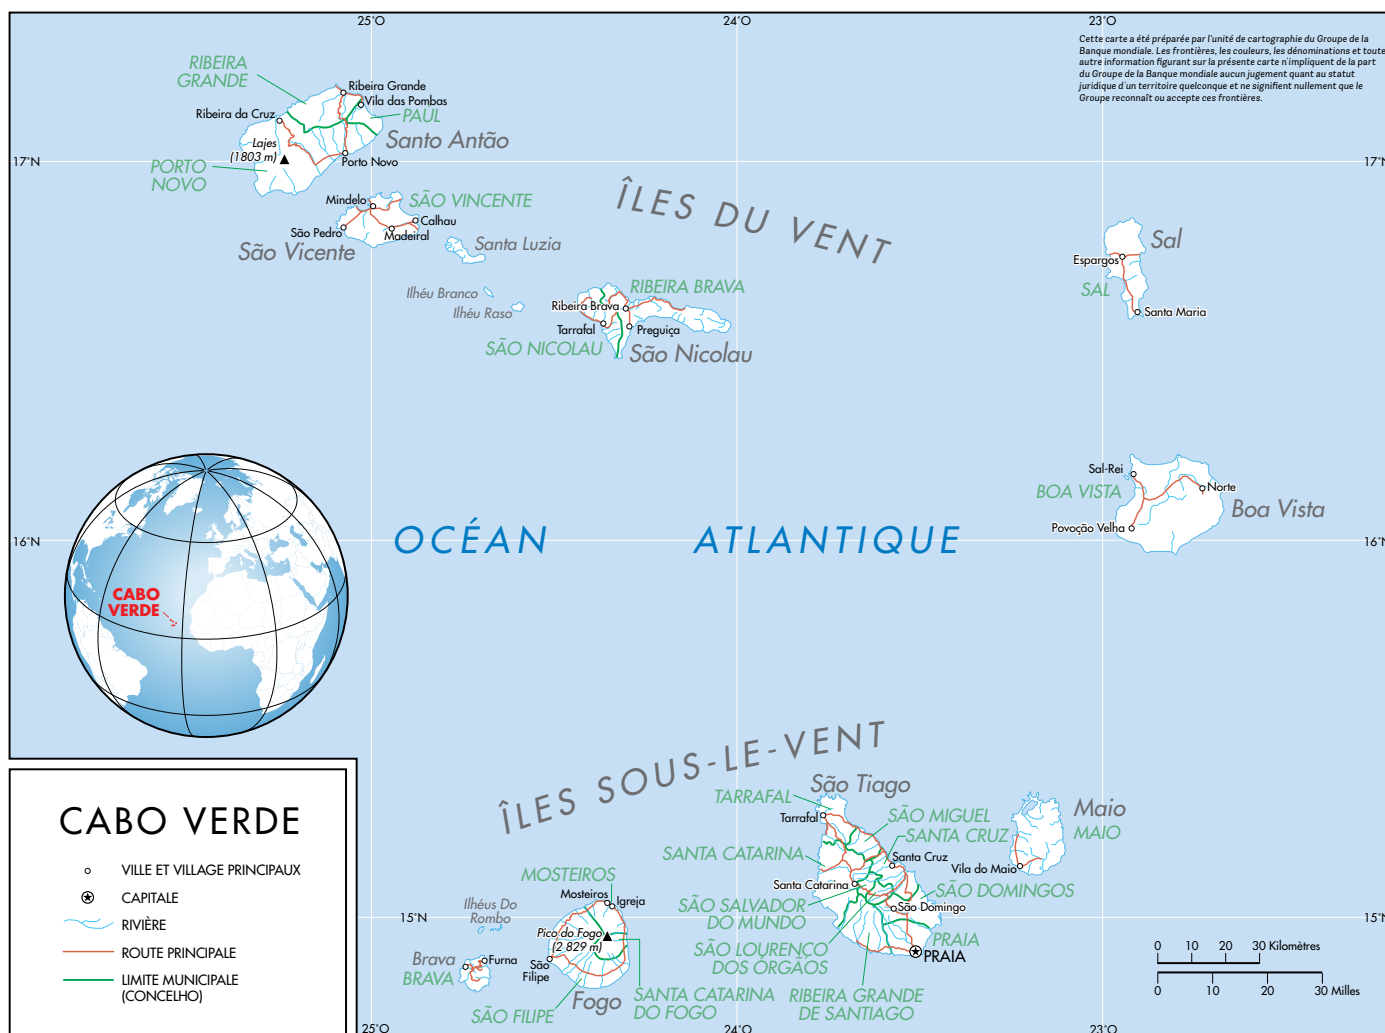 25°O
24°O
23°O
Cette carte a été préparée par l'unité de cartographie du Groupe de la
Banque mondiale. Les frontières, les couleurs, les dénominations et toute
autre information figurant sur la présente carte n'impliquent de la part
du Groupe de la Banque mondiale aucun jugement quant au statut
juridique d'un territoire quelconque et ne signifient nullement que le
Groupe reconnaît ou accepte ces frontières.
RIBEIRA
GRANDE
Ribeira Grande
Vila das Pombas
Ribeira da Cruz
PAUL
Santo Antão
Lajes
(1803 m)
17°N
17°N
PORTO
NOVO
Porto Novo
Mindelo
SÃO VINCENTE
Calhau
São Pedro
Madeiral
São Vicente
Santa Luzia
ÎLES DU VENT
Sal
Espargos
SAL
Santa Maria
Ilhéu Branco
Ilhéu Raso
RIBEIRA BRAVA
Ribeira Brava
Tarrafal
Preguiça
SÃO NICOLAU
São Nicolau
Sal-Rei
BOA VISTA
Norte
Boa Vista
Povoção Velha
16°N
16°N
OCÉAN ATLANTIQUE
CABO
VERDE
ÎLES SOUS-LE-VENT
São Tiago
TARRAFAL
Tarrafal
SÃO MIGUEL
SANTA CRUZ
Maio
MAIO
SANTA CATARINA
Santa Cruz
Vila do Maio
Santa Catarina
SÃO DOMINGOS
SÃO SALVADOR
DO MUNDO
São Domingo
MOSTEIROS
Mosteiros
Igreja
Ilhéus Do
Rombo
15°N
15°N
Pico do Fogo
(2 829 m)
SÃO LOURENÇO
DOS ÓRGÃOS
PRAIA
PRAIA
Brava
BRAVA
Furna
São
Filipe
Fogo
SÃO FILIPE
SANTA CATARINA
DO FOGO
RIBEIRA GRANDE
DE SANTIAGO
CABO VERDE
VILLE ET VILLAGE PRINCIPAUX
CAPITALE
RIVIÈRE
ROUTE PRINCIPALE
LIMITE MUNICIPALE
(CONCELHO)
0 10 20 30 Kilomètres
0 10 20 30 Milles
25°O
24°O
23°O